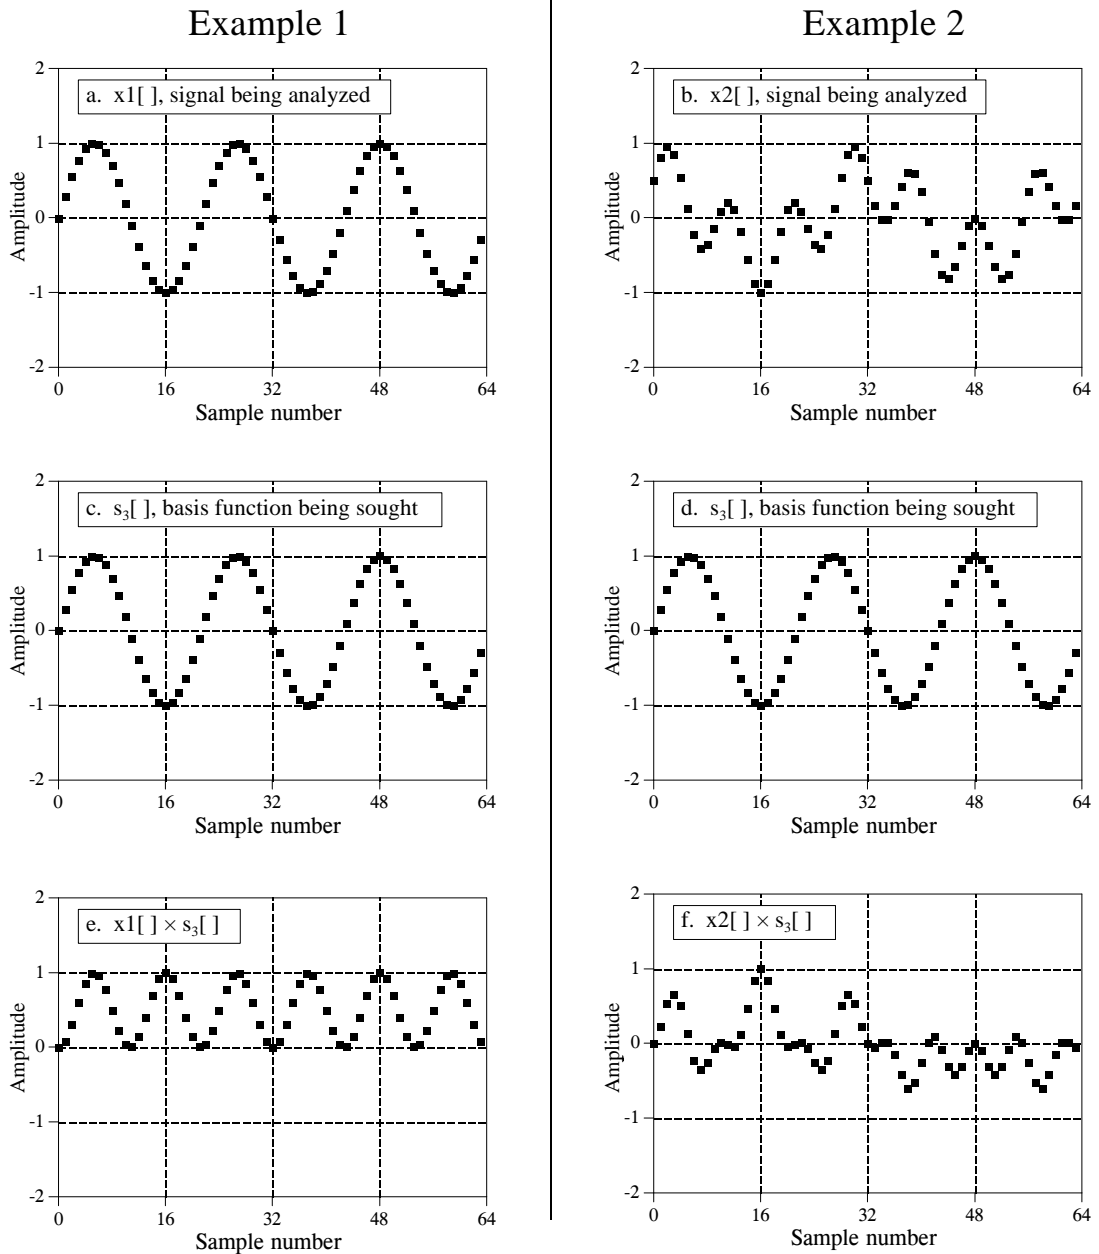 Example 1
2
a. x1[ ], signal being analyzed
1
0
-1
-2
Amplitude
0 16 32 48 64
Sample number
2
c. s₃[ ], basis function being sought
1
0
-1
-2
Amplitude
0 16 32 48 64
Sample number
2
e. x1[ ] × s₃[ ]
1
0
-1
-2
Amplitude
0 16 32 48 64
Sample number
Example 2
2
b. x2[ ], signal being analyzed
1
0
-1
-2
Amplitude
0 16 32 48 64
Sample number
2
d. s₃[ ], basis function being sought
1
0
-1
-2
Amplitude
0 16 32 48 64
Sample number
2
f. x2[ ] × s₃[ ]
1
0
-1
-2
Amplitude
0 16 32 48 64
Sample number